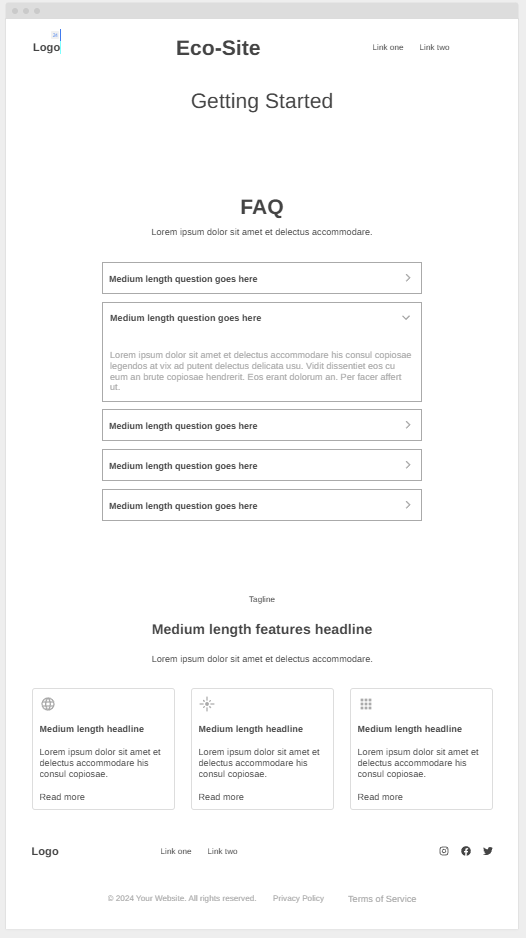 Logo
Eco-Site
Link one
Link two
Getting Started
FAQ
Lorem ipsum dolor sit amet et delectus accommodare.
Medium length question goes here
Medium length question goes here
Lorem ipsum dolor sit amet et delectus accommodare his consul copiosae
legendos at vix ad putent delectus delicata usu. Vidit dissentiet eos cu
eum an brute copiosae hendrerit. Eos erant dolorum an. Per facer affert
ut.
Medium length question goes here
Medium length question goes here
Medium length question goes here
Tagline
Medium length features headline
Lorem ipsum dolor sit amet et delectus accommodare.
Medium length headline
Lorem ipsum dolor sit amet et
delectus accommodare his
consul copiosae.
Read more
Medium length headline
Lorem ipsum dolor sit amet et
delectus accommodare his
consul copiosae.
Read more
Medium length headline
Lorem ipsum dolor sit amet et
delectus accommodare his
consul copiosae.
Read more
Logo
Link one
Link two
© 2024 Your Website. All rights reserved.
Privacy Policy
Terms of Service